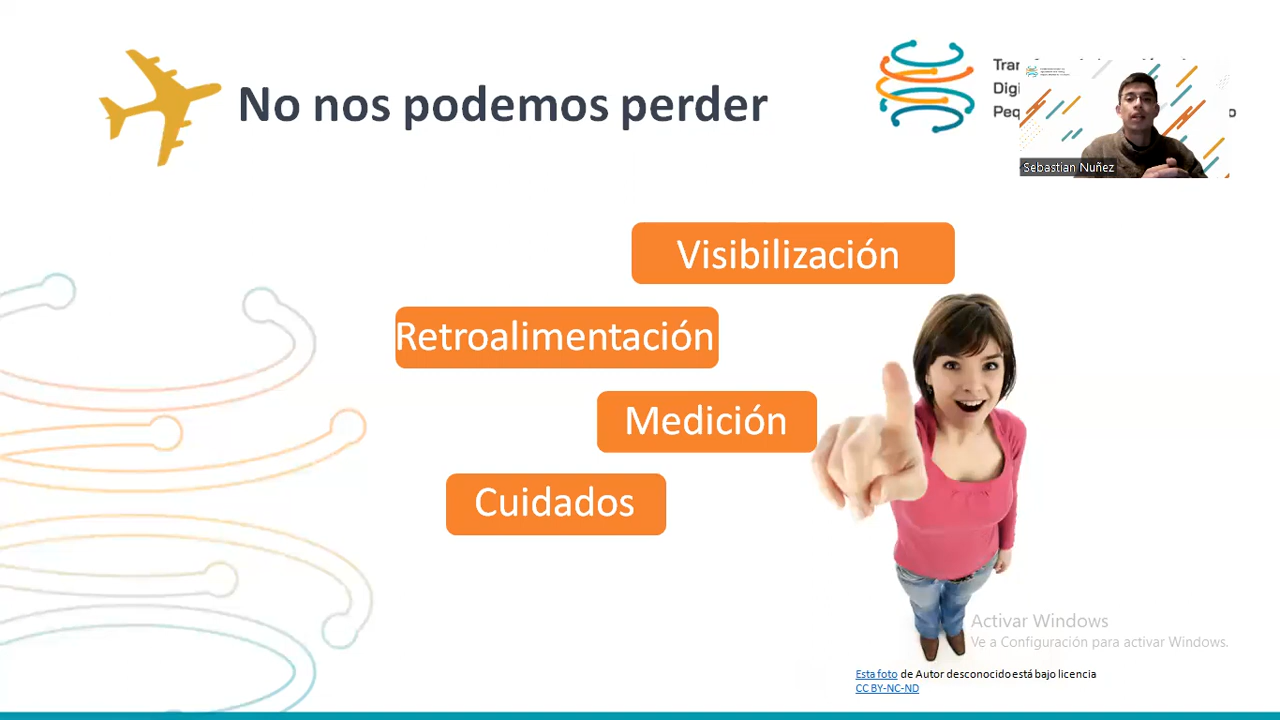 No nos podemos perder
Sebastian Nuñez
Visibilización
Retroalimentación
Medición
Cuidados
Activar Windows
Ve a Configuración para activar Windows.
Esta foto de Autor desconocido está bajo licencia
CC BY-NC-ND